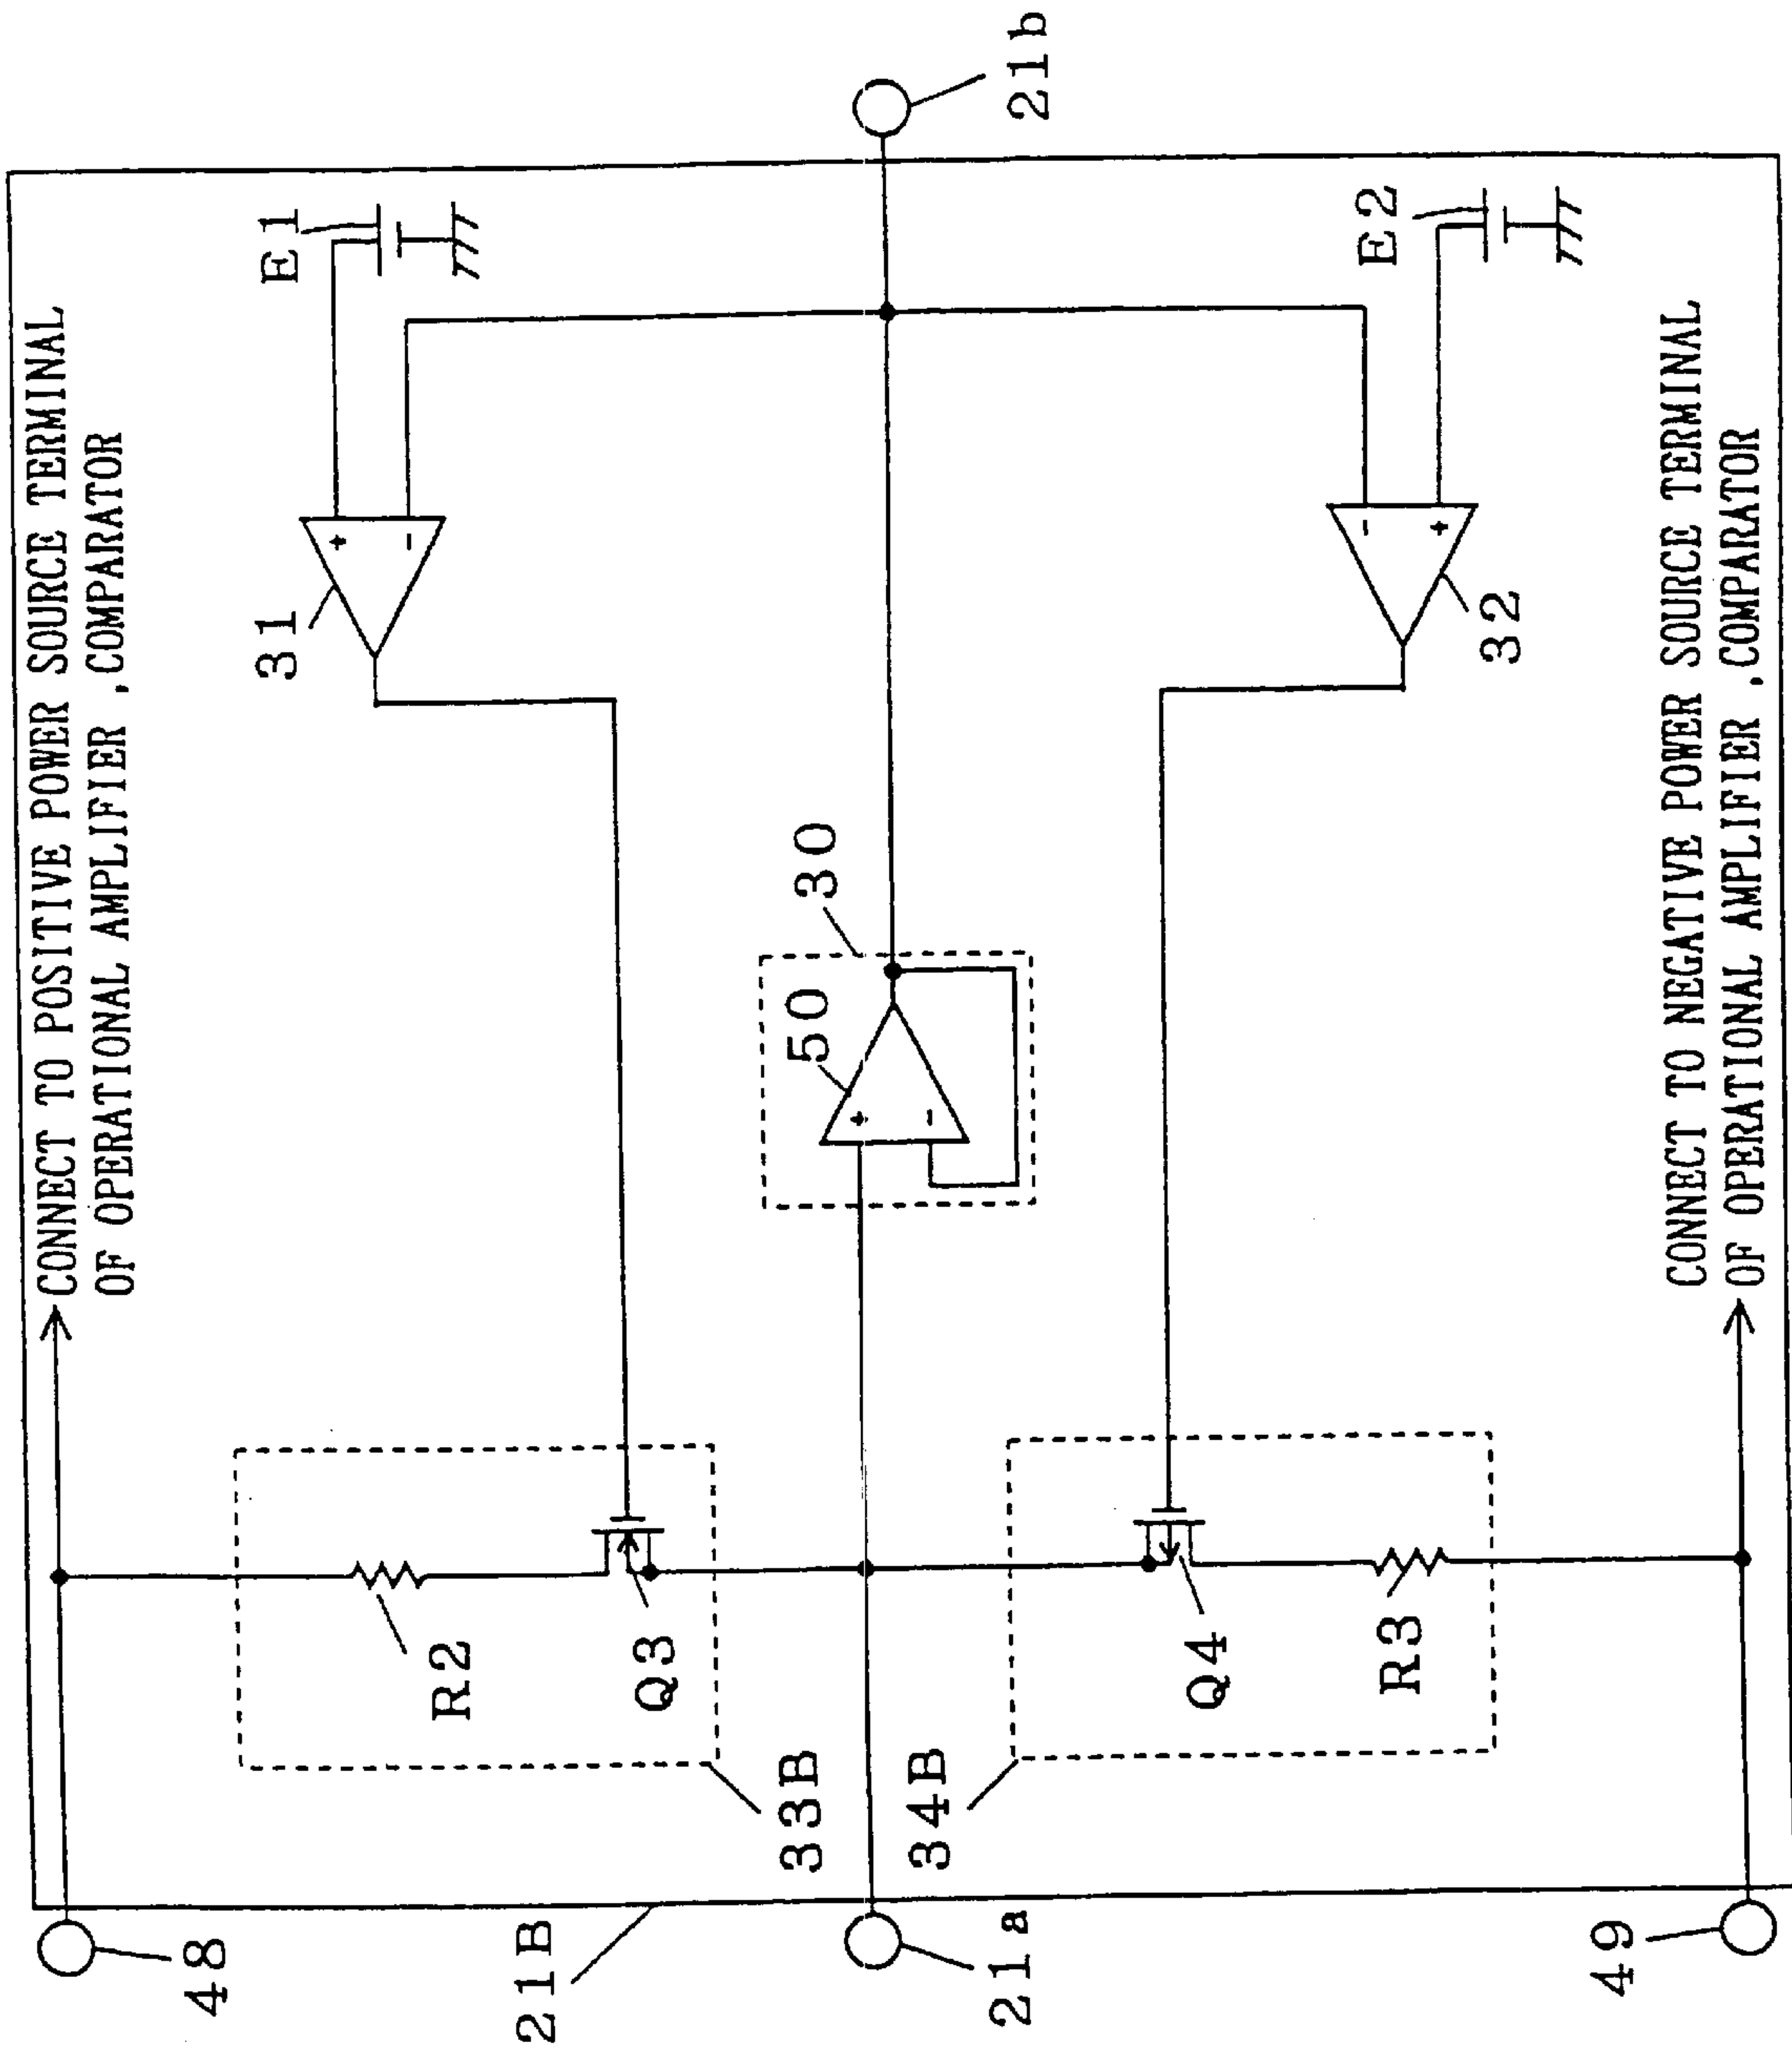 48
CONNECT TO POSITIVE POWER SOURCE TERMINAL
OF OPERATIONAL AMPLIFIER ,COMPARATOR
R2
31
+
-
E1
Q3
21B
33B
50
+
-
30
21a
21b
34B
Q4
R3
32
-
+
E2
49
CONNECT TO NEGATIVE POWER SOURCE TERMINAL
OF OPERATIONAL AMPLIFIER ,COMPARATOR